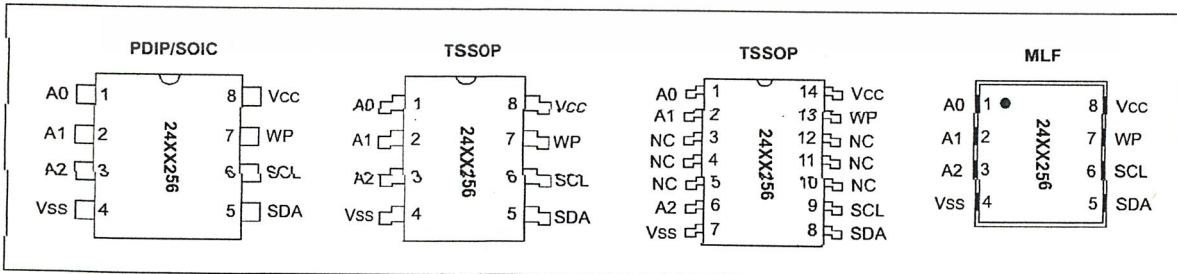 PDIP/SOIC
A0 1 8 Vcc
A1 2 7 WP
A2 3 6 SCL
Vss 4 5 SDA
24XX256
TSSOP
A0 1 8 Vcc
A1 2 7 WP
A2 3 6 SCL
Vss 4 5 SDA
24XX256
TSSOP
A0 1 14 Vcc
A1 2 13 WP
NC 3 12 NC
NC 4 11 NC
NC 5 10 NC
A2 6 9 SCL
Vss 7 8 SDA
24XX256
MLF
A0 1 8 Vcc
A1 2 7 WP
A2 3 6 SCL
Vss 4 5 SDA
24XX256